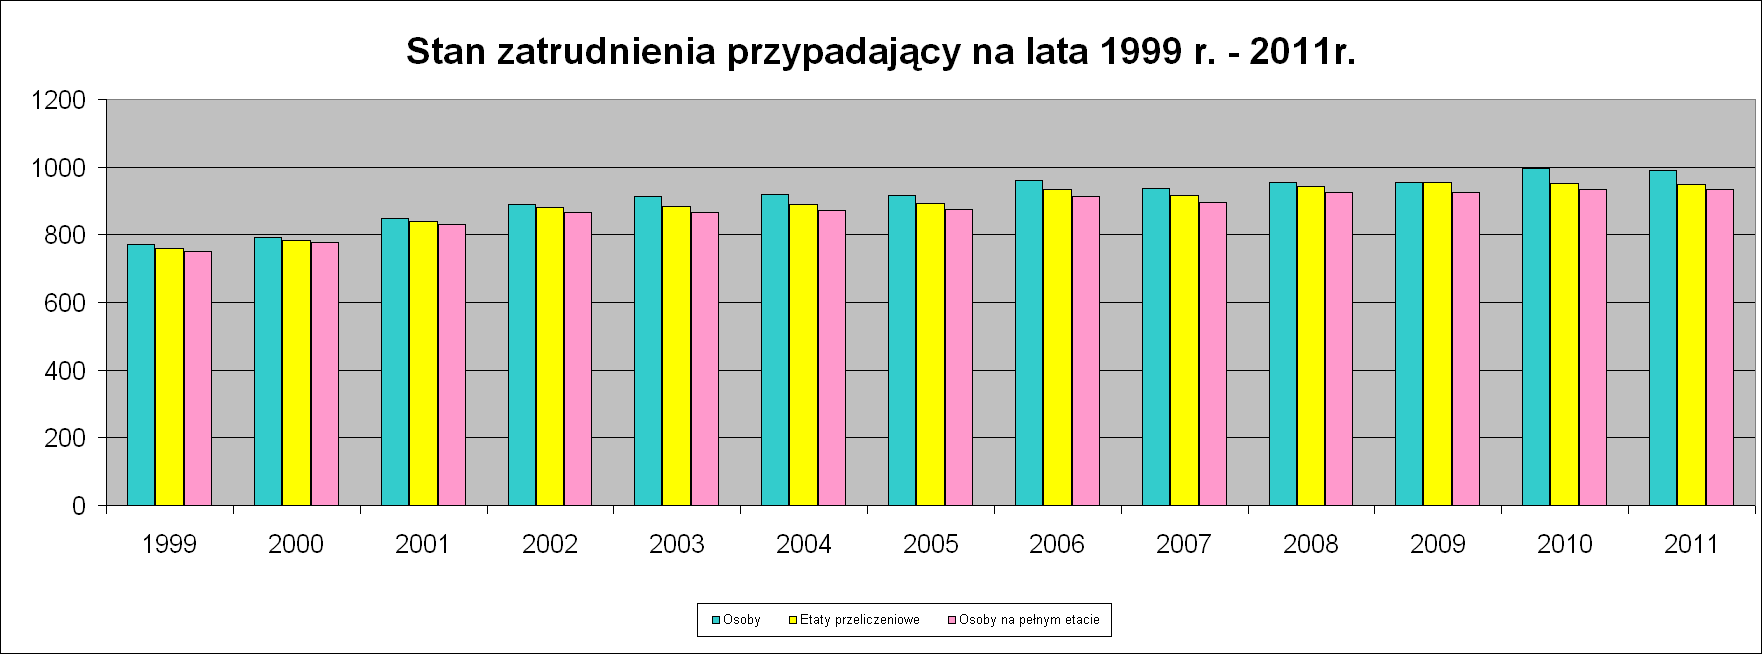 Stan zatrudnienia przypadający na lata 1999 r. - 2011r.
1200
1000
800
600
400
200
0
1999 2000 2001 2002 2003 2004 2005 2006 2007 2008 2009 2010 2011
Osoby Etaty przeliczeniowe Osoby na pełnym etacie